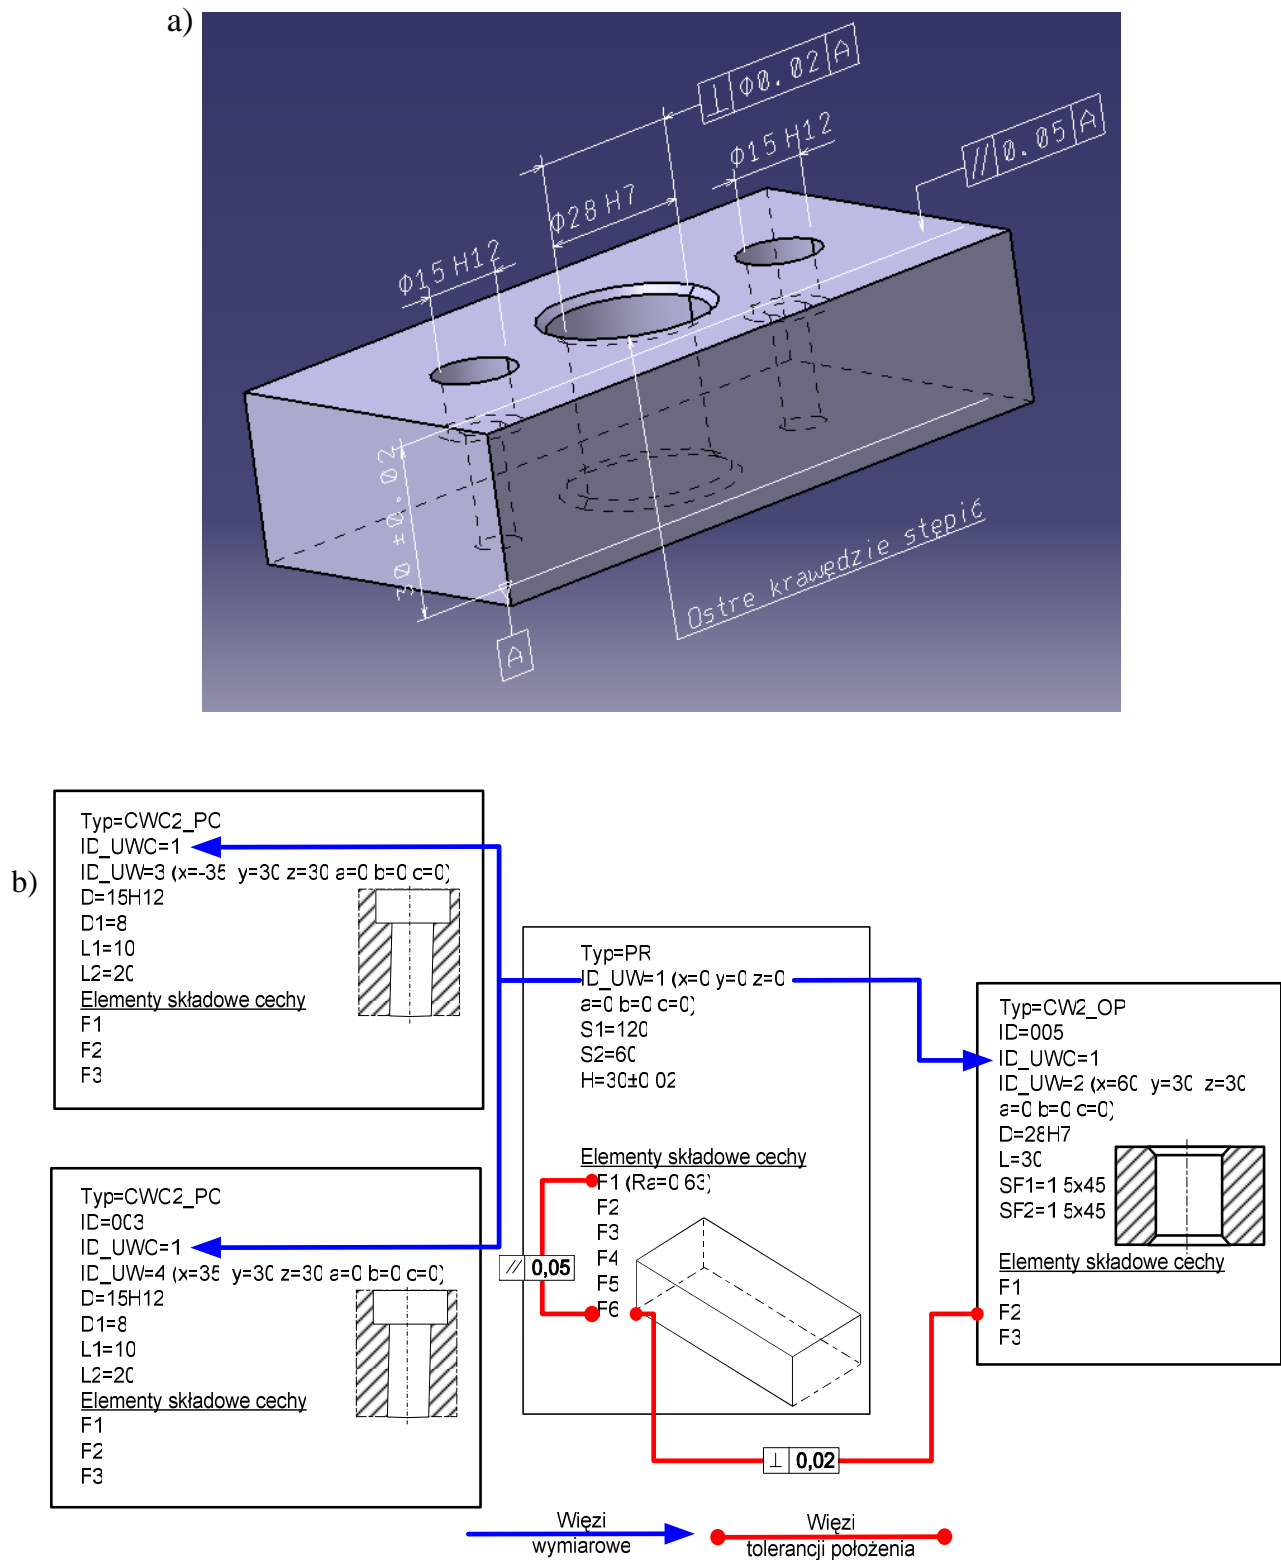 a)
⊥ Φ0.02 A
Φ15 H12
// 0.05 A
Φ28 H7
Φ15 H12
30 ±0.02
Ostre krawędzie stępić
A
b)
Typ=CWC2_PO
ID_UWC=1
ID_UW=3 (x=-35 y=30 z=30 a=0 b=0 c=0)
D=15H12
D1=8
L1=10
L2=20
Elementy składowe cechy
F1
F2
F3
Typ=CWC2_PO
ID=003
ID_UWC=1
ID_UW=4 (x=35 y=30 z=30 a=0 b=0 c=0)
D=15H12
D1=8
L1=10
L2=20
Elementy składowe cechy
F1
F2
F3
Typ=PR
ID_UW=1 (x=0 y=0 z=0
a=0 b=0 c=0)
S1=120
S2=60
H=30±0 02
Elementy składowe cechy
F1 (Ra=0 63)
F2
F3
F4
F5
F6
// 0,05
⊥ 0,02
Typ=CW2_OP
ID=005
ID_UWC=1
ID_UW=2 (x=60 y=30 z=30
a=0 b=0 c=0)
D=28H7
L=30
SF1=1 5x45
SF2=1 5x45
Elementy składowe cechy
F1
F2
F3
Więzi
wymiarowe
Więzi
tolerancji położenia